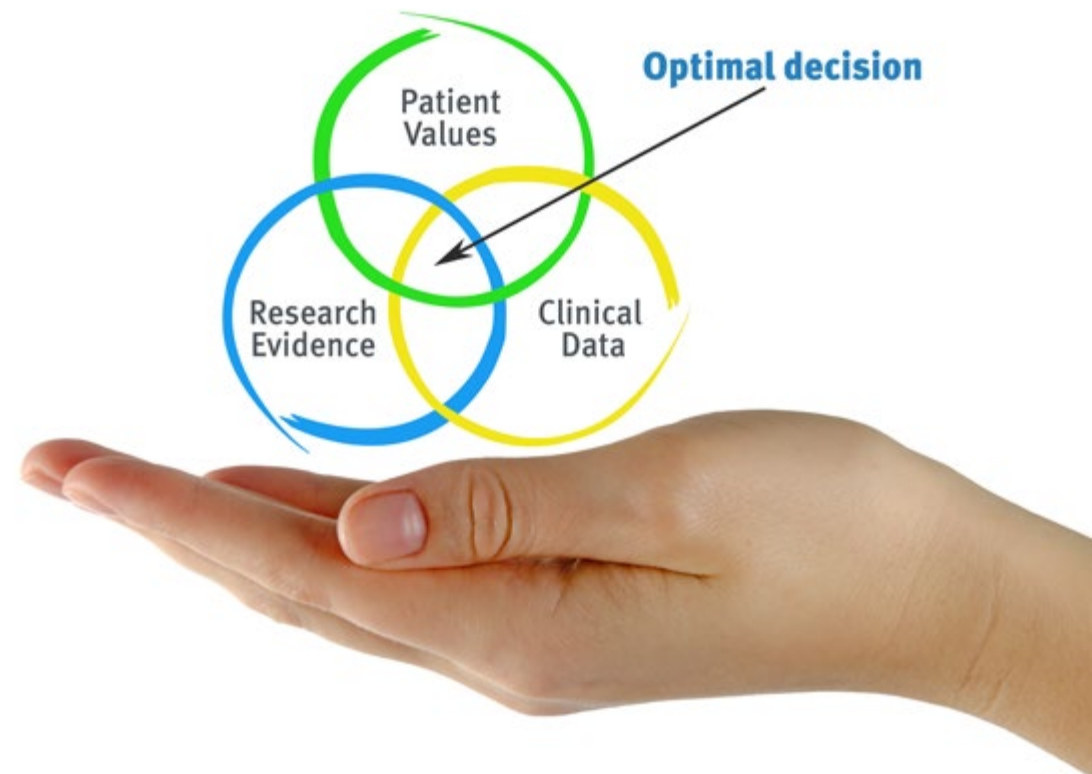 Optimal decision
Patient
Values
Research
Evidence
Clinical
Data